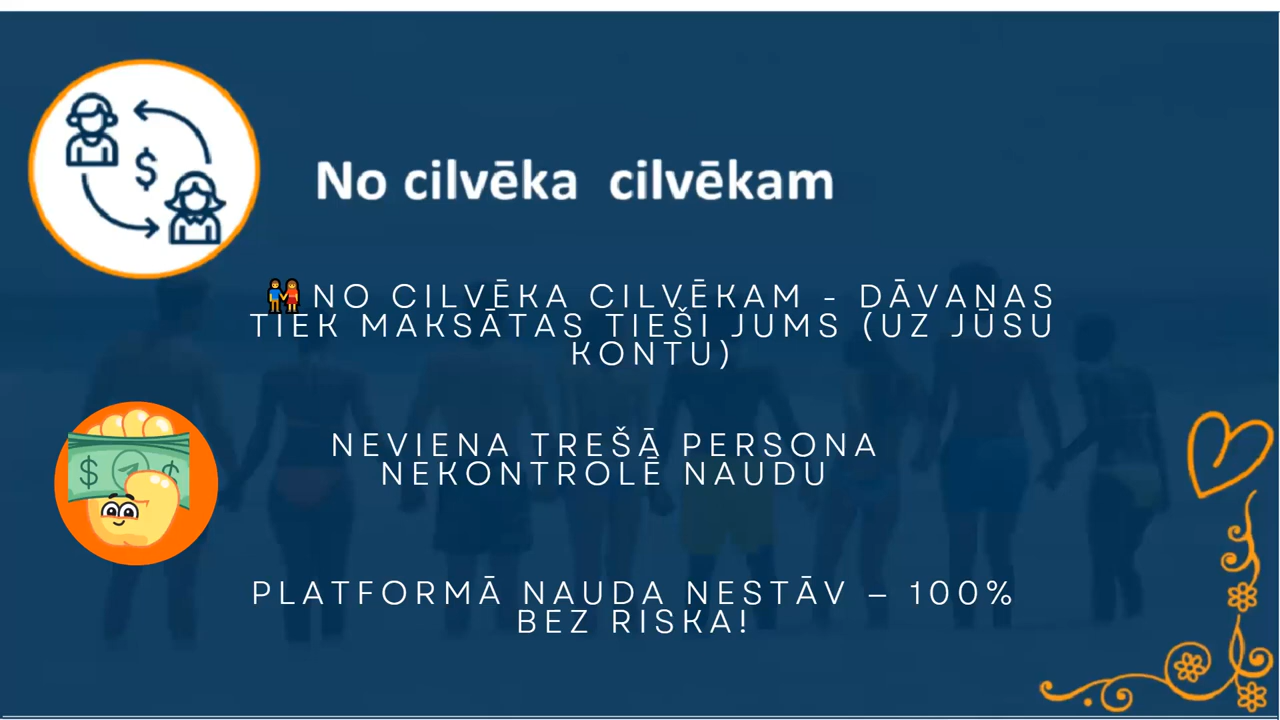 No cilvēka cilvēkam
NO CILVĒKA CILVĒKAM - DĀVANAS
TIEK MAKSĀTAS TIEŠI JUMS (UZ JŪSU
KONTU)
NEVIENA TREŠĀ PERSONA
NEKONTROLĒ NAUDU
PLATFORMĀ NAUDA NESTĀV – 100%
BEZ RISKA!